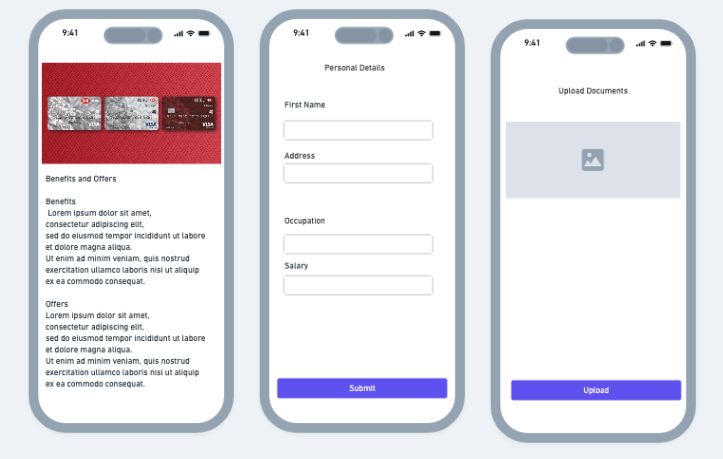 9:41
VISA
VISA
VISA
Benefits and Offers
Benefits
Lorem ipsum dolor sit amet,
consectetur adipiscing elit,
sed do eiusmod tempor incididunt ut labore
et dolore magna aliqua.
Ut enim ad minim veniam, quis nostrud
exercitation ullamco laboris nisi ut aliquip
ex ea commodo consequat.
Offers
Lorem ipsum dolor sit amet,
consectetur adipiscing elit,
sed do eiusmod tempor incididunt ut labore
et dolore magna aliqua.
Ut enim ad minim veniam, quis nostrud
exercitation ullamco laboris nisi ut aliquip
ex ea commodo consequat.
9:41
Personal Details
First Name
Address
Occupation
Salary
Submit
9:41
Upload Documents
Upload